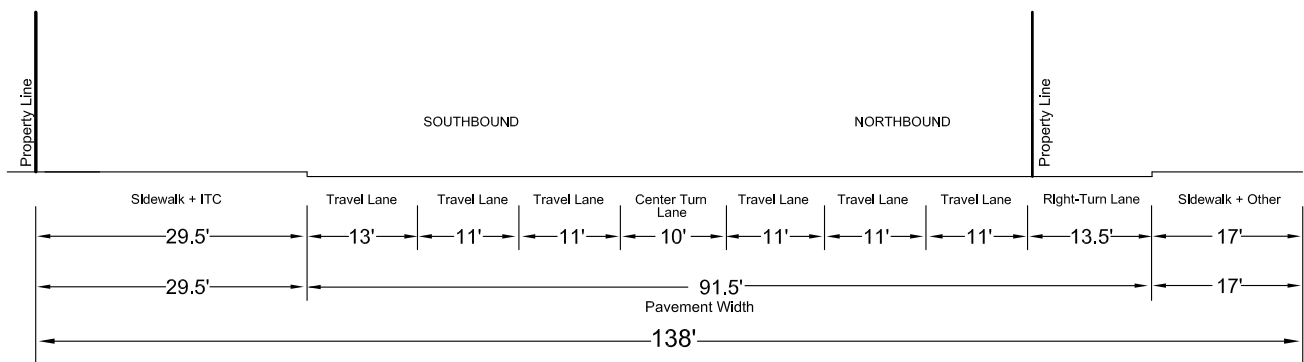 Property Line
SOUTHBOUND
NORTHBOUND
Property Line
Sidewalk + ITC
Travel Lane
Travel Lane
Travel Lane
Center Turn
Lane
Travel Lane
Travel Lane
Travel Lane
Right-Turn Lane
Sidewalk + Other
29.5'
13'
11'
11'
10'
11'
11'
11'
13.5'
17'
29.5'
91.5'
17'
Pavement Width
138'